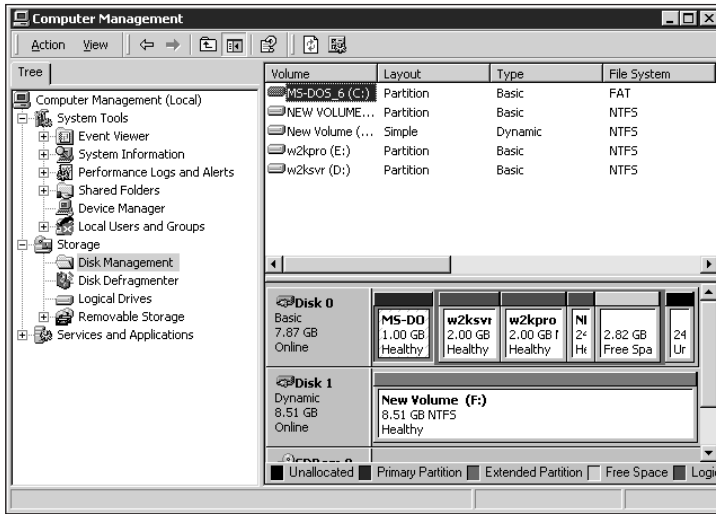 Computer Management
Action View
Tree
Computer Management (Local)
System Tools
Event Viewer
System Information
Performance Logs and Alerts
Shared Folders
Device Manager
Local Users and Groups
Storage
Disk Management
Disk Defragmenter
Logical Drives
Removable Storage
Services and Applications
Volume Layout Type File System
MS-DOS_6 (C:) Partition Basic FAT
NEW VOLUME... Partition Basic NTFS
New Volume (... Simple Dynamic NTFS
w2kpro (E:) Partition Basic NTFS
w2ksvr (D:) Partition Basic NTFS
Disk 0
Basic
7.87 GB
Online
MS-DO
1.00 GB
Healthy
w2ksvr
2.00 GB
Healthy
w2kpro
2.00 GB
Healthy
24
He
2.82 GB
Free Spa
24
Ur
Disk 1
Dynamic
8.51 GB
Online
New Volume (F:)
8.51 GB NTFS
Healthy
Unallocated Primary Partition Extended Partition Free Space Logi